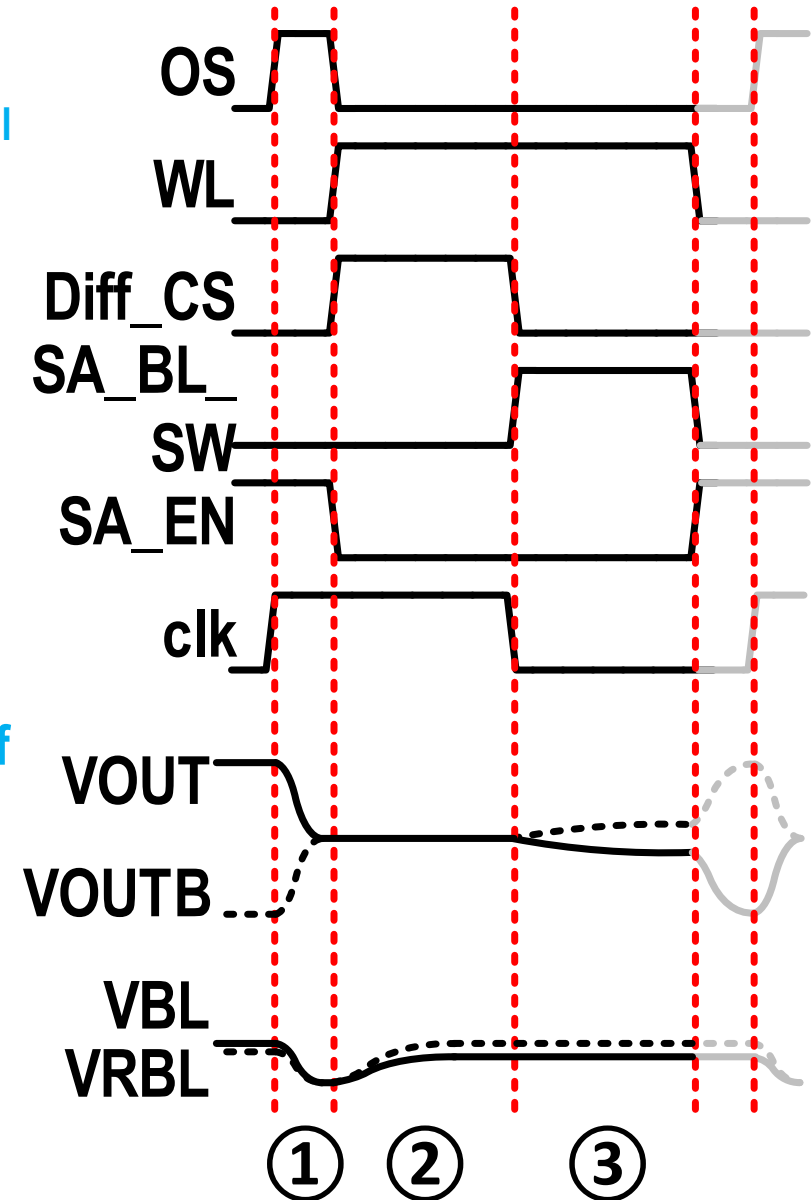 OS
l
WL
Diff_CS
SA_BL_
SW
SA_EN
clk
f
VOUT
VOUTB
VBL
VRBL
① ② ③